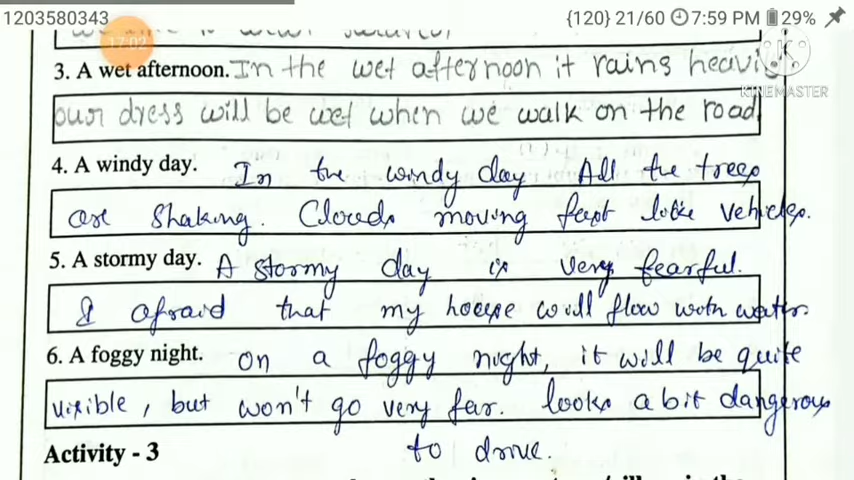 1203580343
{120} 21/60 7:59 PM 29%
17:02
KINEMASTER
3. A wet afternoon. In the wet afternoon it rains heavi
our dress will be wet when we walk on the road.
4. A windy day. In the windy day All the trees
are shaking. Clouds moving fast like vehicles.
5. A stormy day. A stormy day is very fearful.
I afraid that my house will flow with water.
6. A foggy night. on a foggy night, it will be quite
visible, but won't go very far. looks a bit dangerous
to drive.
Activity - 3